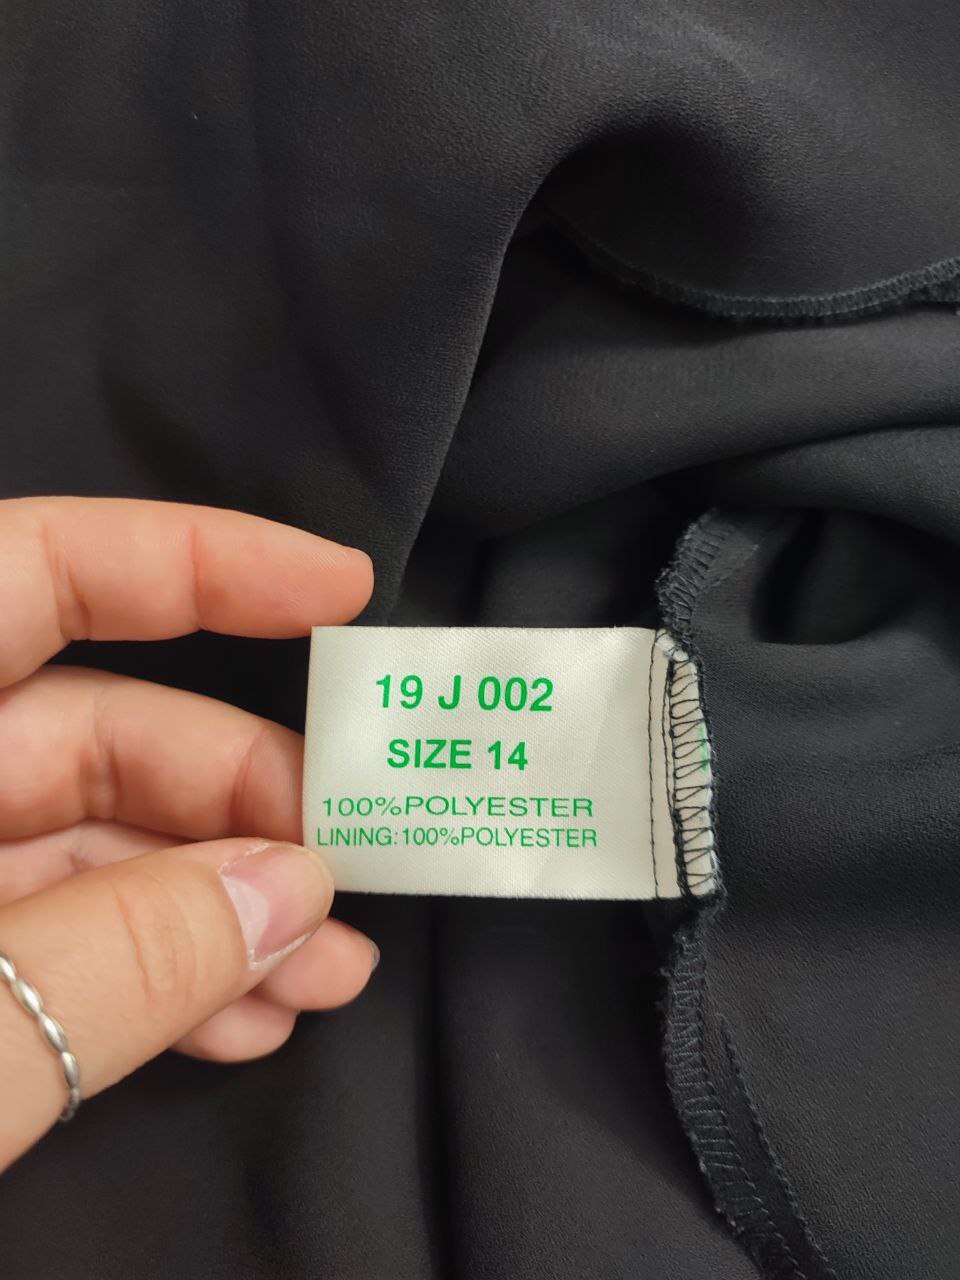 19 J 002
SIZE 14
100%POLYESTER
LINING:100%POLYESTER